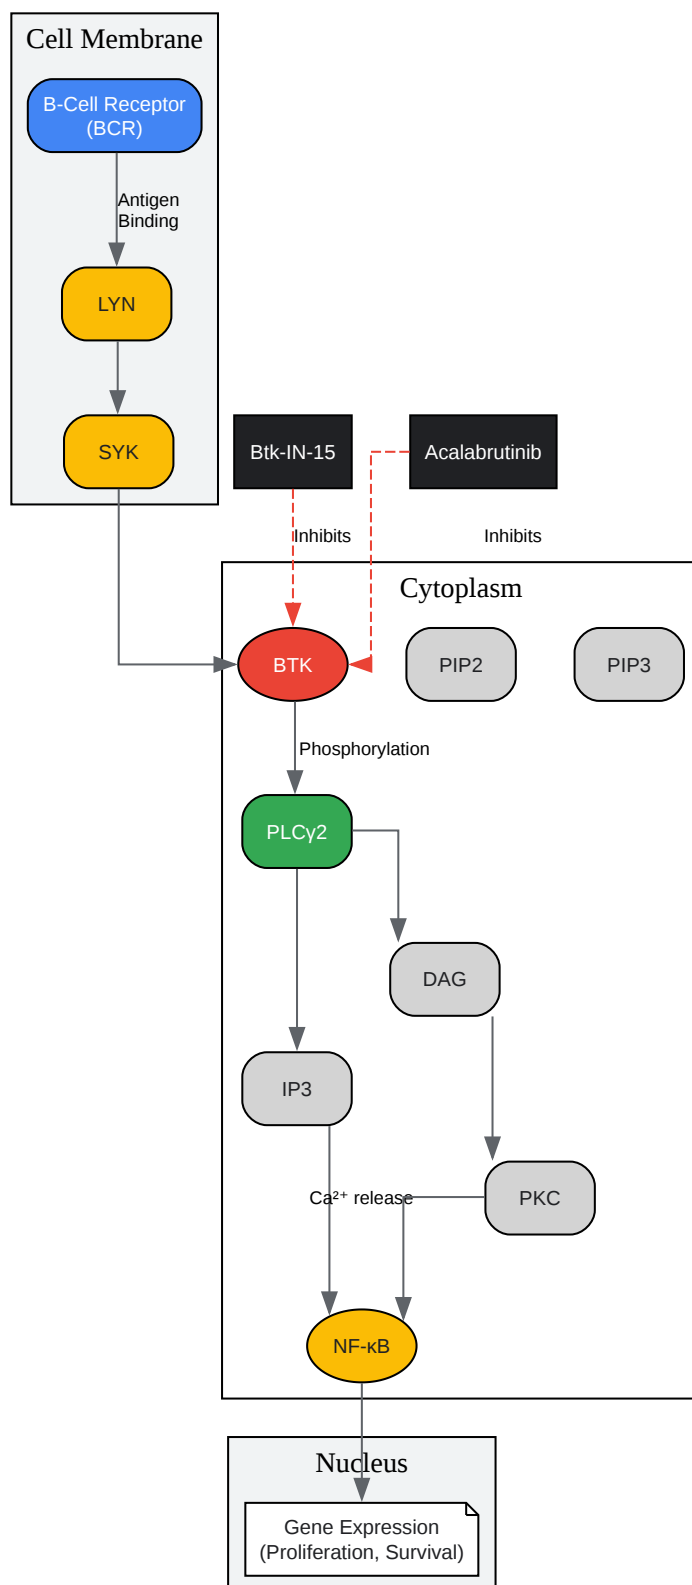 Cell Membrane
B-Cell Receptor
(BCR)
Antigen
Binding
LYN
SYK
Btk-IN-15
Acalabrutinib
Inhibits
Inhibits
Cytoplasm
BTK
PIP2
PIP3
Phosphorylation
PLCγ2
DAG
IP3
Ca²⁺ release
PKC
NF-κB
Nucleus
Gene Expression
(Proliferation, Survival)